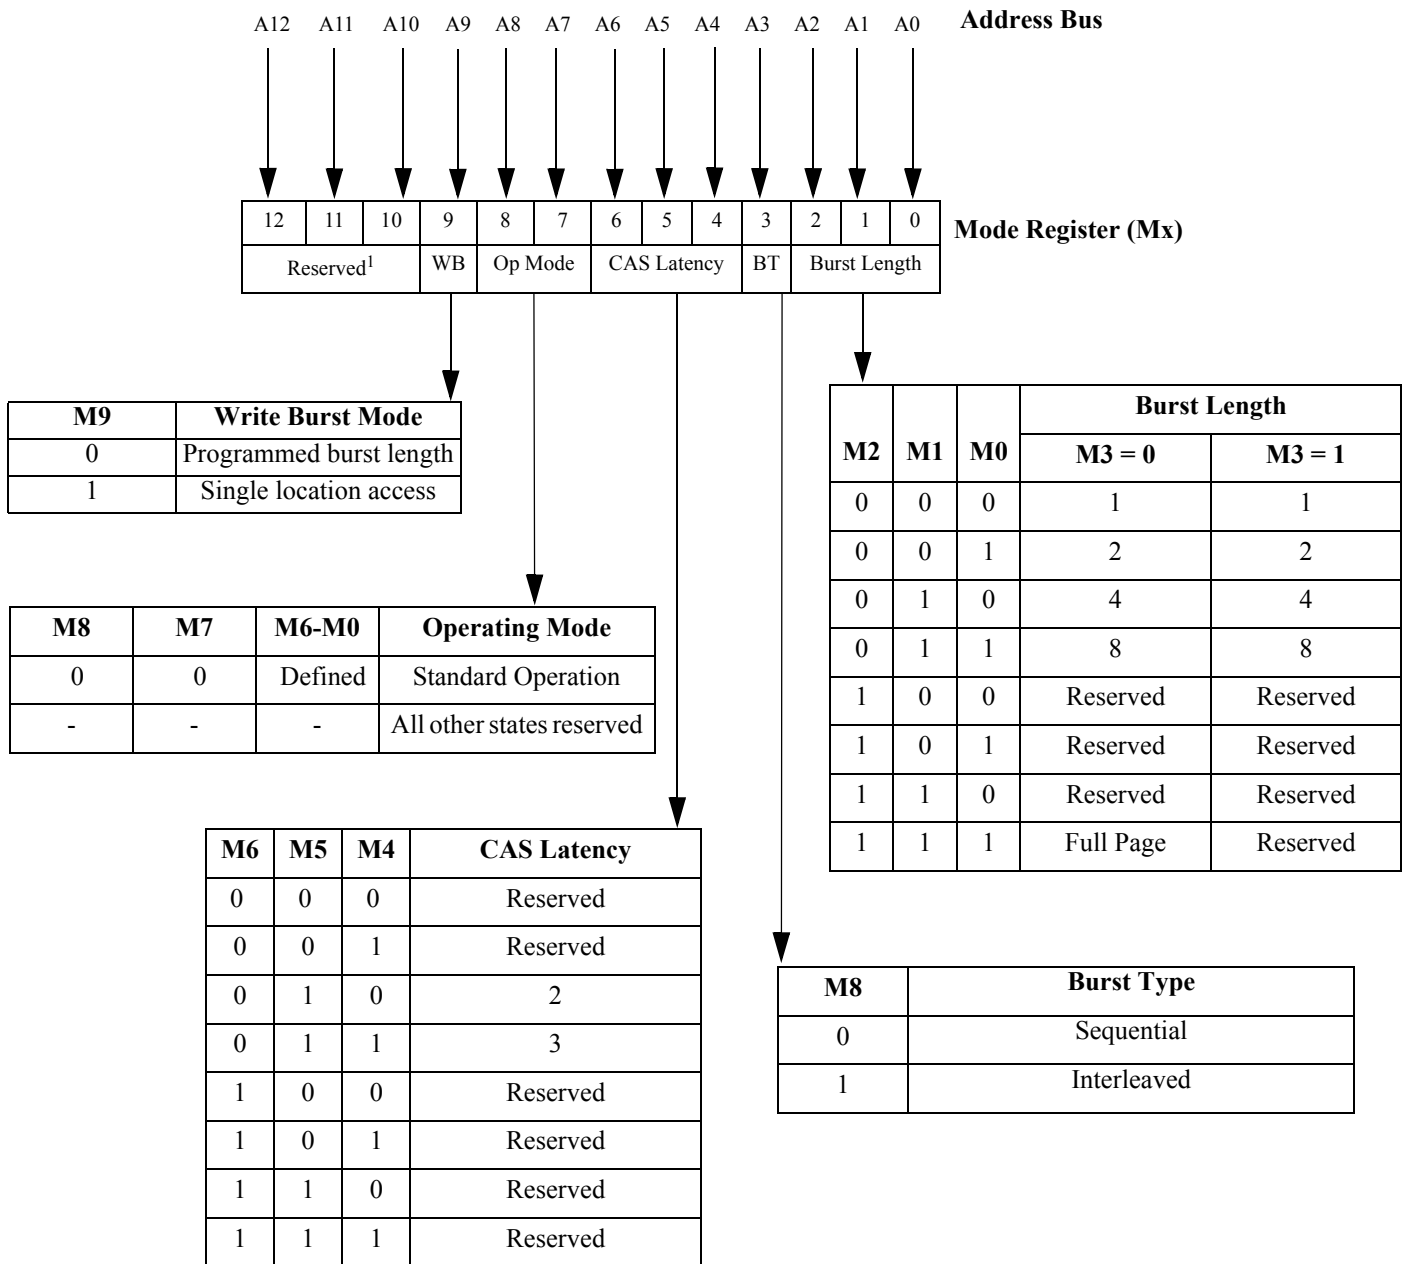 A12 A11 A10 A9 A8 A7 A6 A5 A4 A3 A2 A1 A0 Address Bus
12 11 10 9 8 7 6 5 4 3 2 1 0 Mode Register (Mx)
Reserved1 WB Op Mode CAS Latency BT Burst Length
M9 Write Burst Mode
0 Programmed burst length
1 Single location access
Burst Length
M2 M1 M0 M3 = 0 M3 = 1
0 0 0 1 1
0 0 1 2 2
0 1 0 4 4
0 1 1 8 8
1 0 0 Reserved Reserved
1 0 1 Reserved Reserved
1 1 0 Reserved Reserved
1 1 1 Full Page Reserved
M8 M7 M6-M0 Operating Mode
0 0 Defined Standard Operation
- - - All other states reserved
M6 M5 M4 CAS Latency
0 0 0 Reserved
0 0 1 Reserved
0 1 0 2
0 1 1 3
1 0 0 Reserved
1 0 1 Reserved
1 1 0 Reserved
1 1 1 Reserved
M8 Burst Type
0 Sequential
1 Interleaved